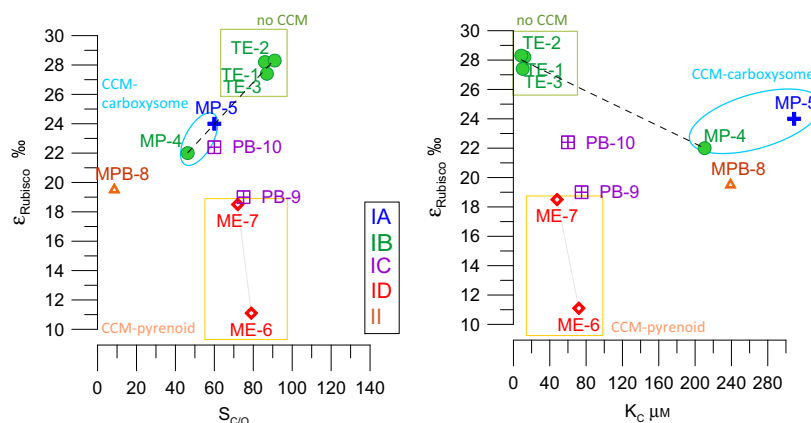 no CCM
30
28
26
24
22
20
18
16
14
12
10
εRubisco ‰
TE-2
TE-1
TE-3
CCM-
carboxysome
MP-5
MP-4
PB-10
MPB-8
PB-9
ME-7
ME-6
CCM-pyrenoid
IA
IB
IC
ID
II
0 20 40 60 80 100 120 140
SC/O
no CCM
30
28
26
24
22
20
18
16
14
12
10
εRubisco ‰
TE-2
TE-1
TE-3
CCM-carboxysome
MP-5
MP-4
PB-10
MPB-8
PB-9
ME-7
ME-6
CCM-pyrenoid
0 40 80 120 160 200 240 280
KC μM